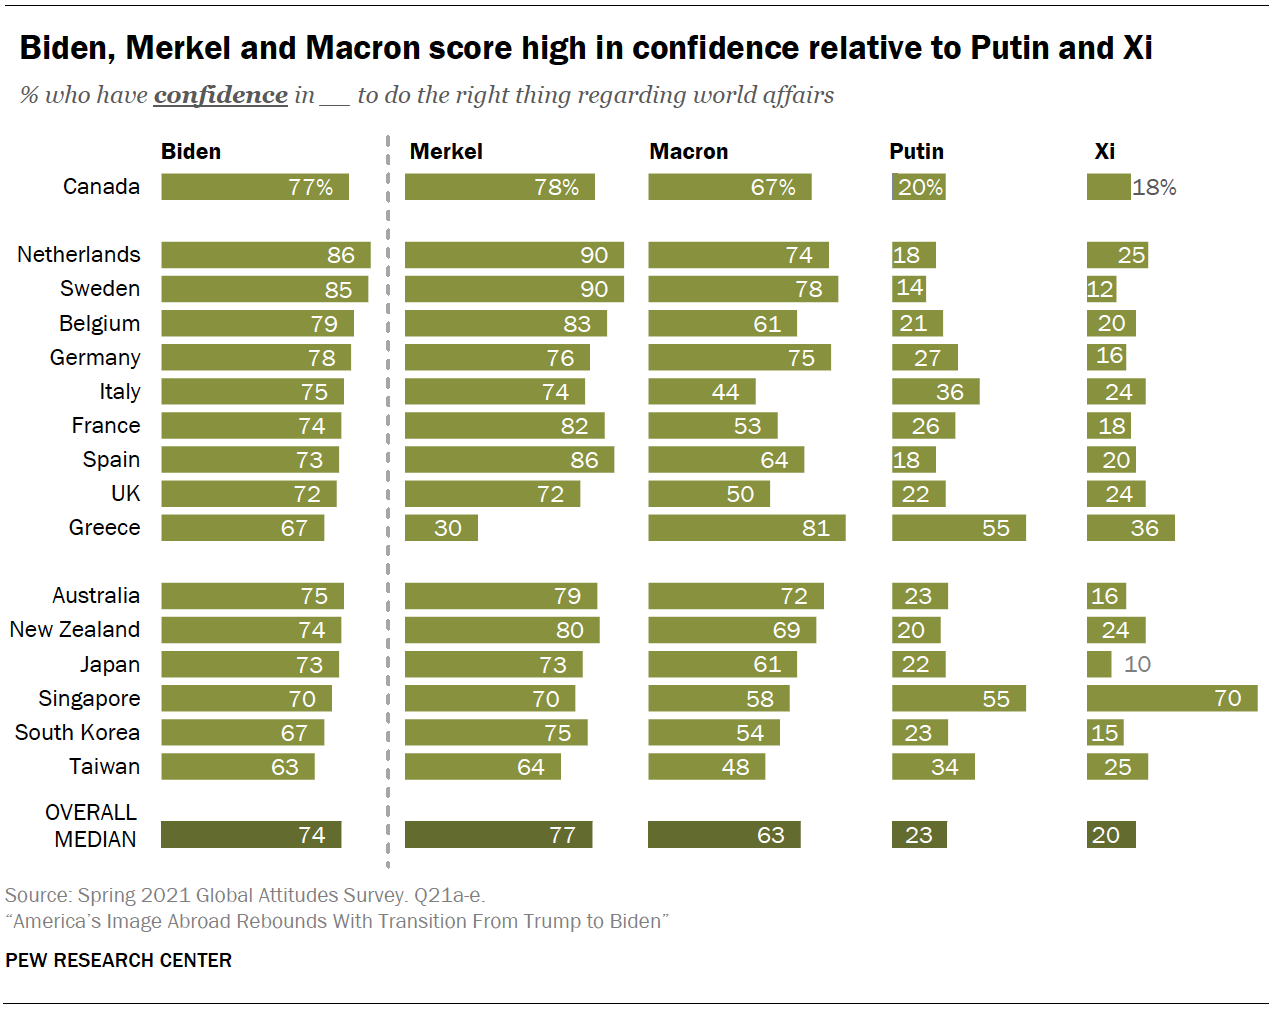 Biden, Merkel and Macron score high in confidence relative to Putin and Xi
% who have confidence in __ to do the right thing regarding world affairs
Biden Merkel Macron Putin Xi
Canada 77% 78% 67% 20% 18%
Netherlands 86 90 74 18 25
Sweden 85 90 78 14 12
Belgium 79 83 61 21 20
Germany 78 76 75 27 16
Italy 75 74 44 36 24
France 74 82 53 26 18
Spain 73 86 64 18 20
UK 72 72 50 22 24
Greece 67 30 81 55 36
Australia 75 79 72 23 16
New Zealand 74 80 69 20 24
Japan 73 73 61 22 10
Singapore 70 70 58 55 70
South Korea 67 75 54 23 15
Taiwan 63 64 48 34 25
OVERALL
MEDIAN 74 77 63 23 20
Source: Spring 2021 Global Attitudes Survey. Q21a-e.
“America’s Image Abroad Rebounds With Transition From Trump to Biden”
PEW RESEARCH CENTER